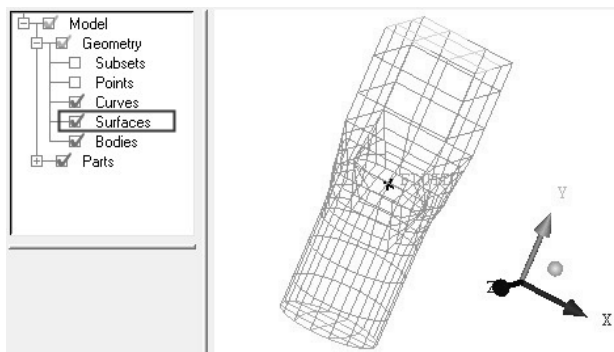 Model
Geometry
Subsets
Points
Curves
Surfaces
Bodies
Parts
Y
Z
X